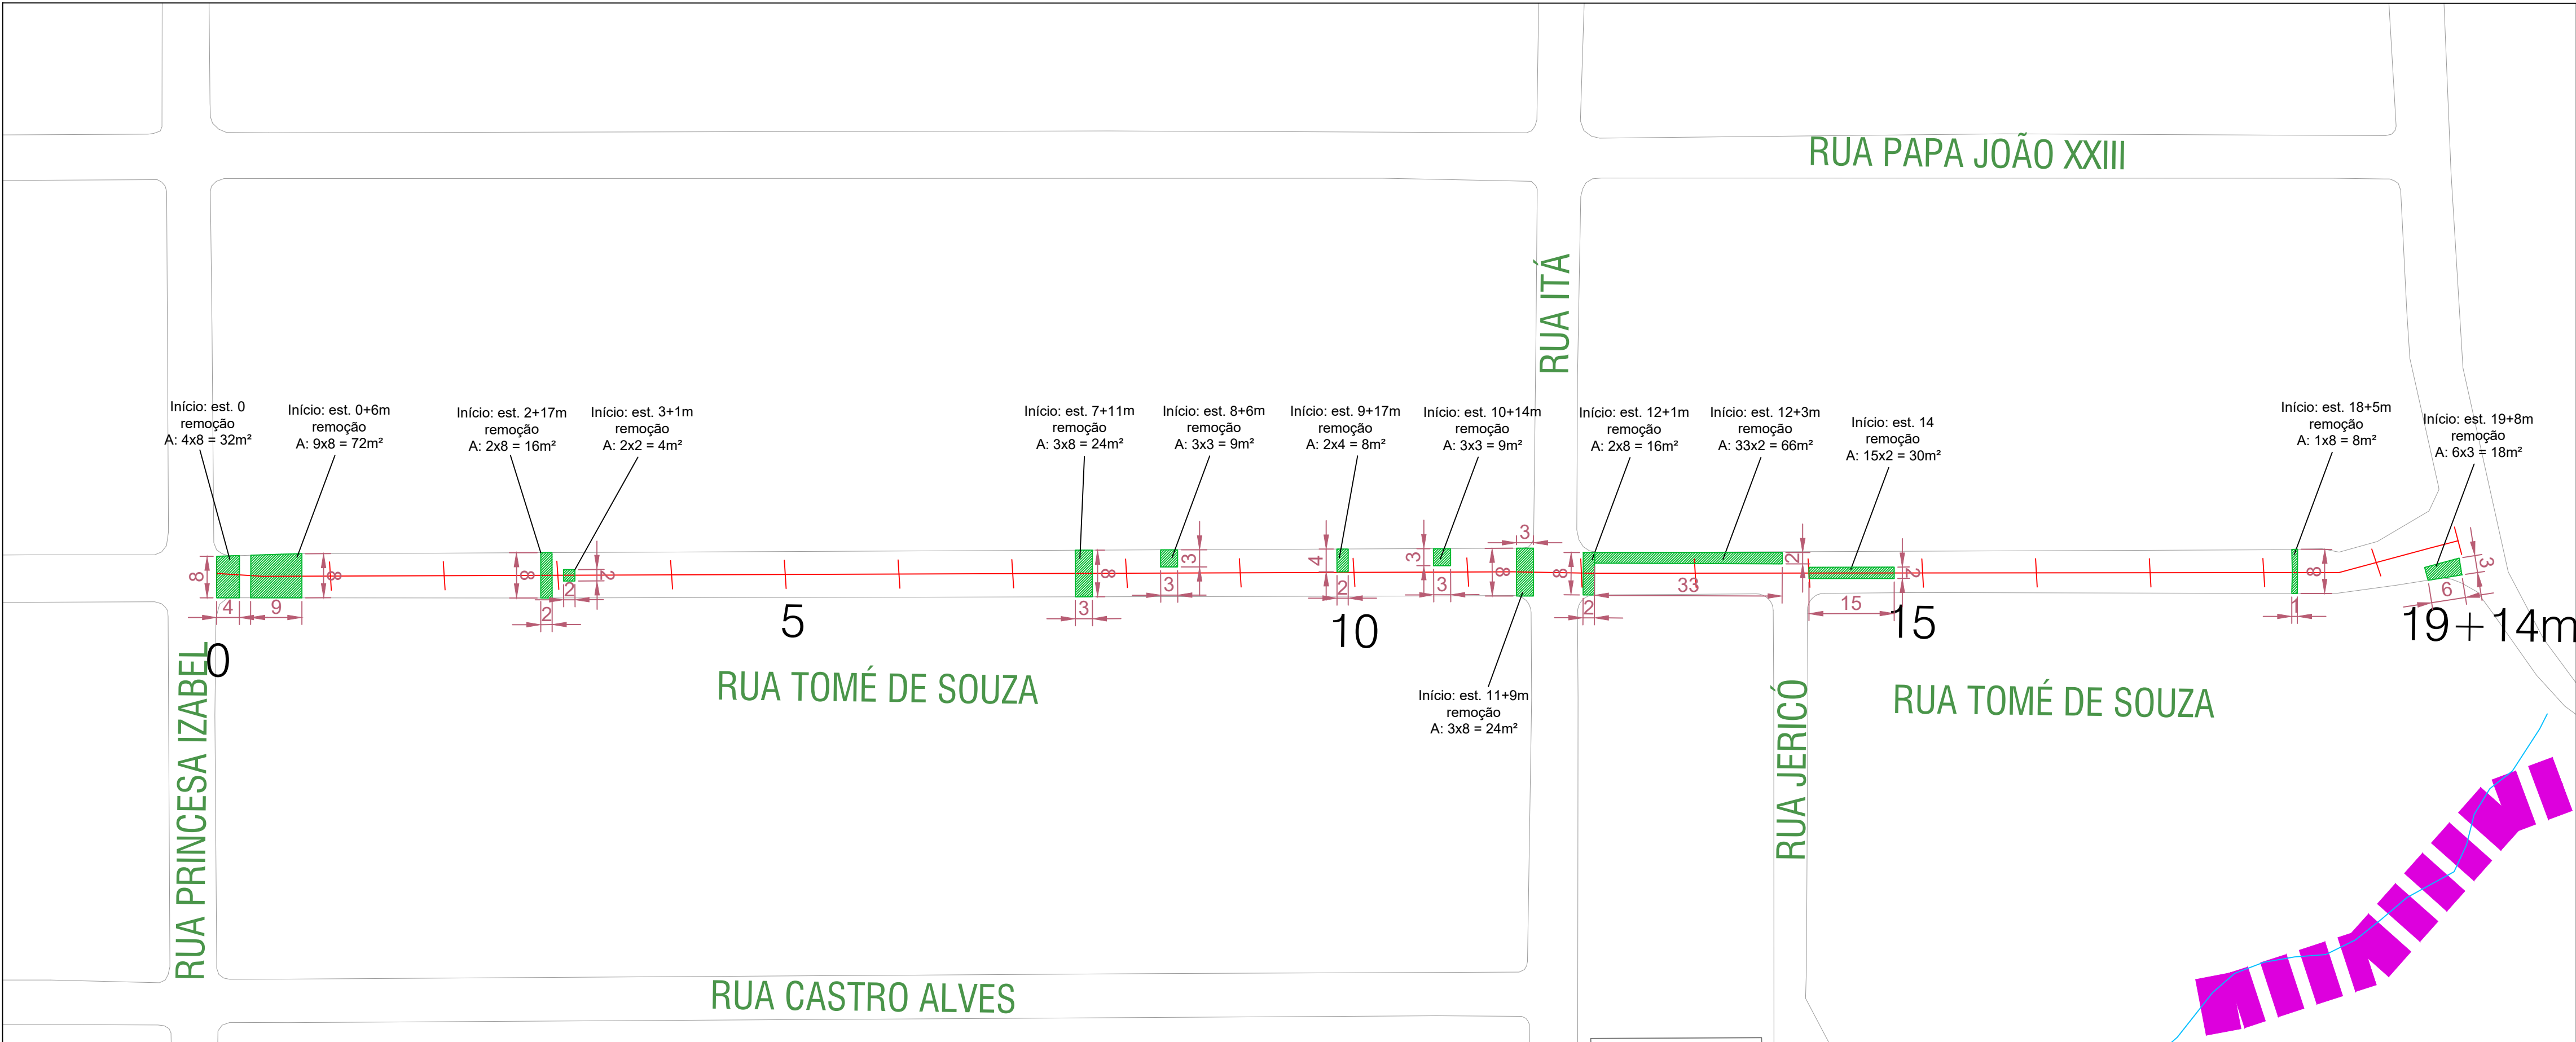 RUA PAPA JOÃO XXIII
RUA ITÁ
Início: est. 0
remoção
A: 4x8 = 32m²
Início: est. 0+6m
remoção
A: 9x8 = 72m²
Início: est. 2+17m
remoção
A: 2x8 = 16m²
Início: est. 3+1m
remoção
A: 2x2 = 4m²
Início: est. 7+11m
remoção
A: 3x8 = 24m²
Início: est. 8+6m
remoção
A: 3x3 = 9m²
Início: est. 9+17m
remoção
A: 2x4 = 8m²
Início: est. 10+14m
remoção
A: 3x3 = 9m²
Início: est. 12+1m
remoção
A: 2x8 = 16m²
Início: est. 12+3m
remoção
A: 33x2 = 66m²
Início: est. 14
remoção
A: 15x2 = 30m²
Início: est. 18+5m
remoção
A: 1x8 = 8m²
Início: est. 19+8m
remoção
A: 6x3 = 18m²
8
4
9
8
8
2
2
2
8
3
3
3
4
2
3
3
3
8
8
2
33
2
15
2
8
1
3
6
0
5
10
15
19+14m
RUA TOMÉ DE SOUZA
RUA TOMÉ DE SOUZA
Início: est. 11+9m
remoção
A: 3x8 = 24m²
RUA PRINCESA IZABEL
RUA JERICÓ
RUA CASTRO ALVES